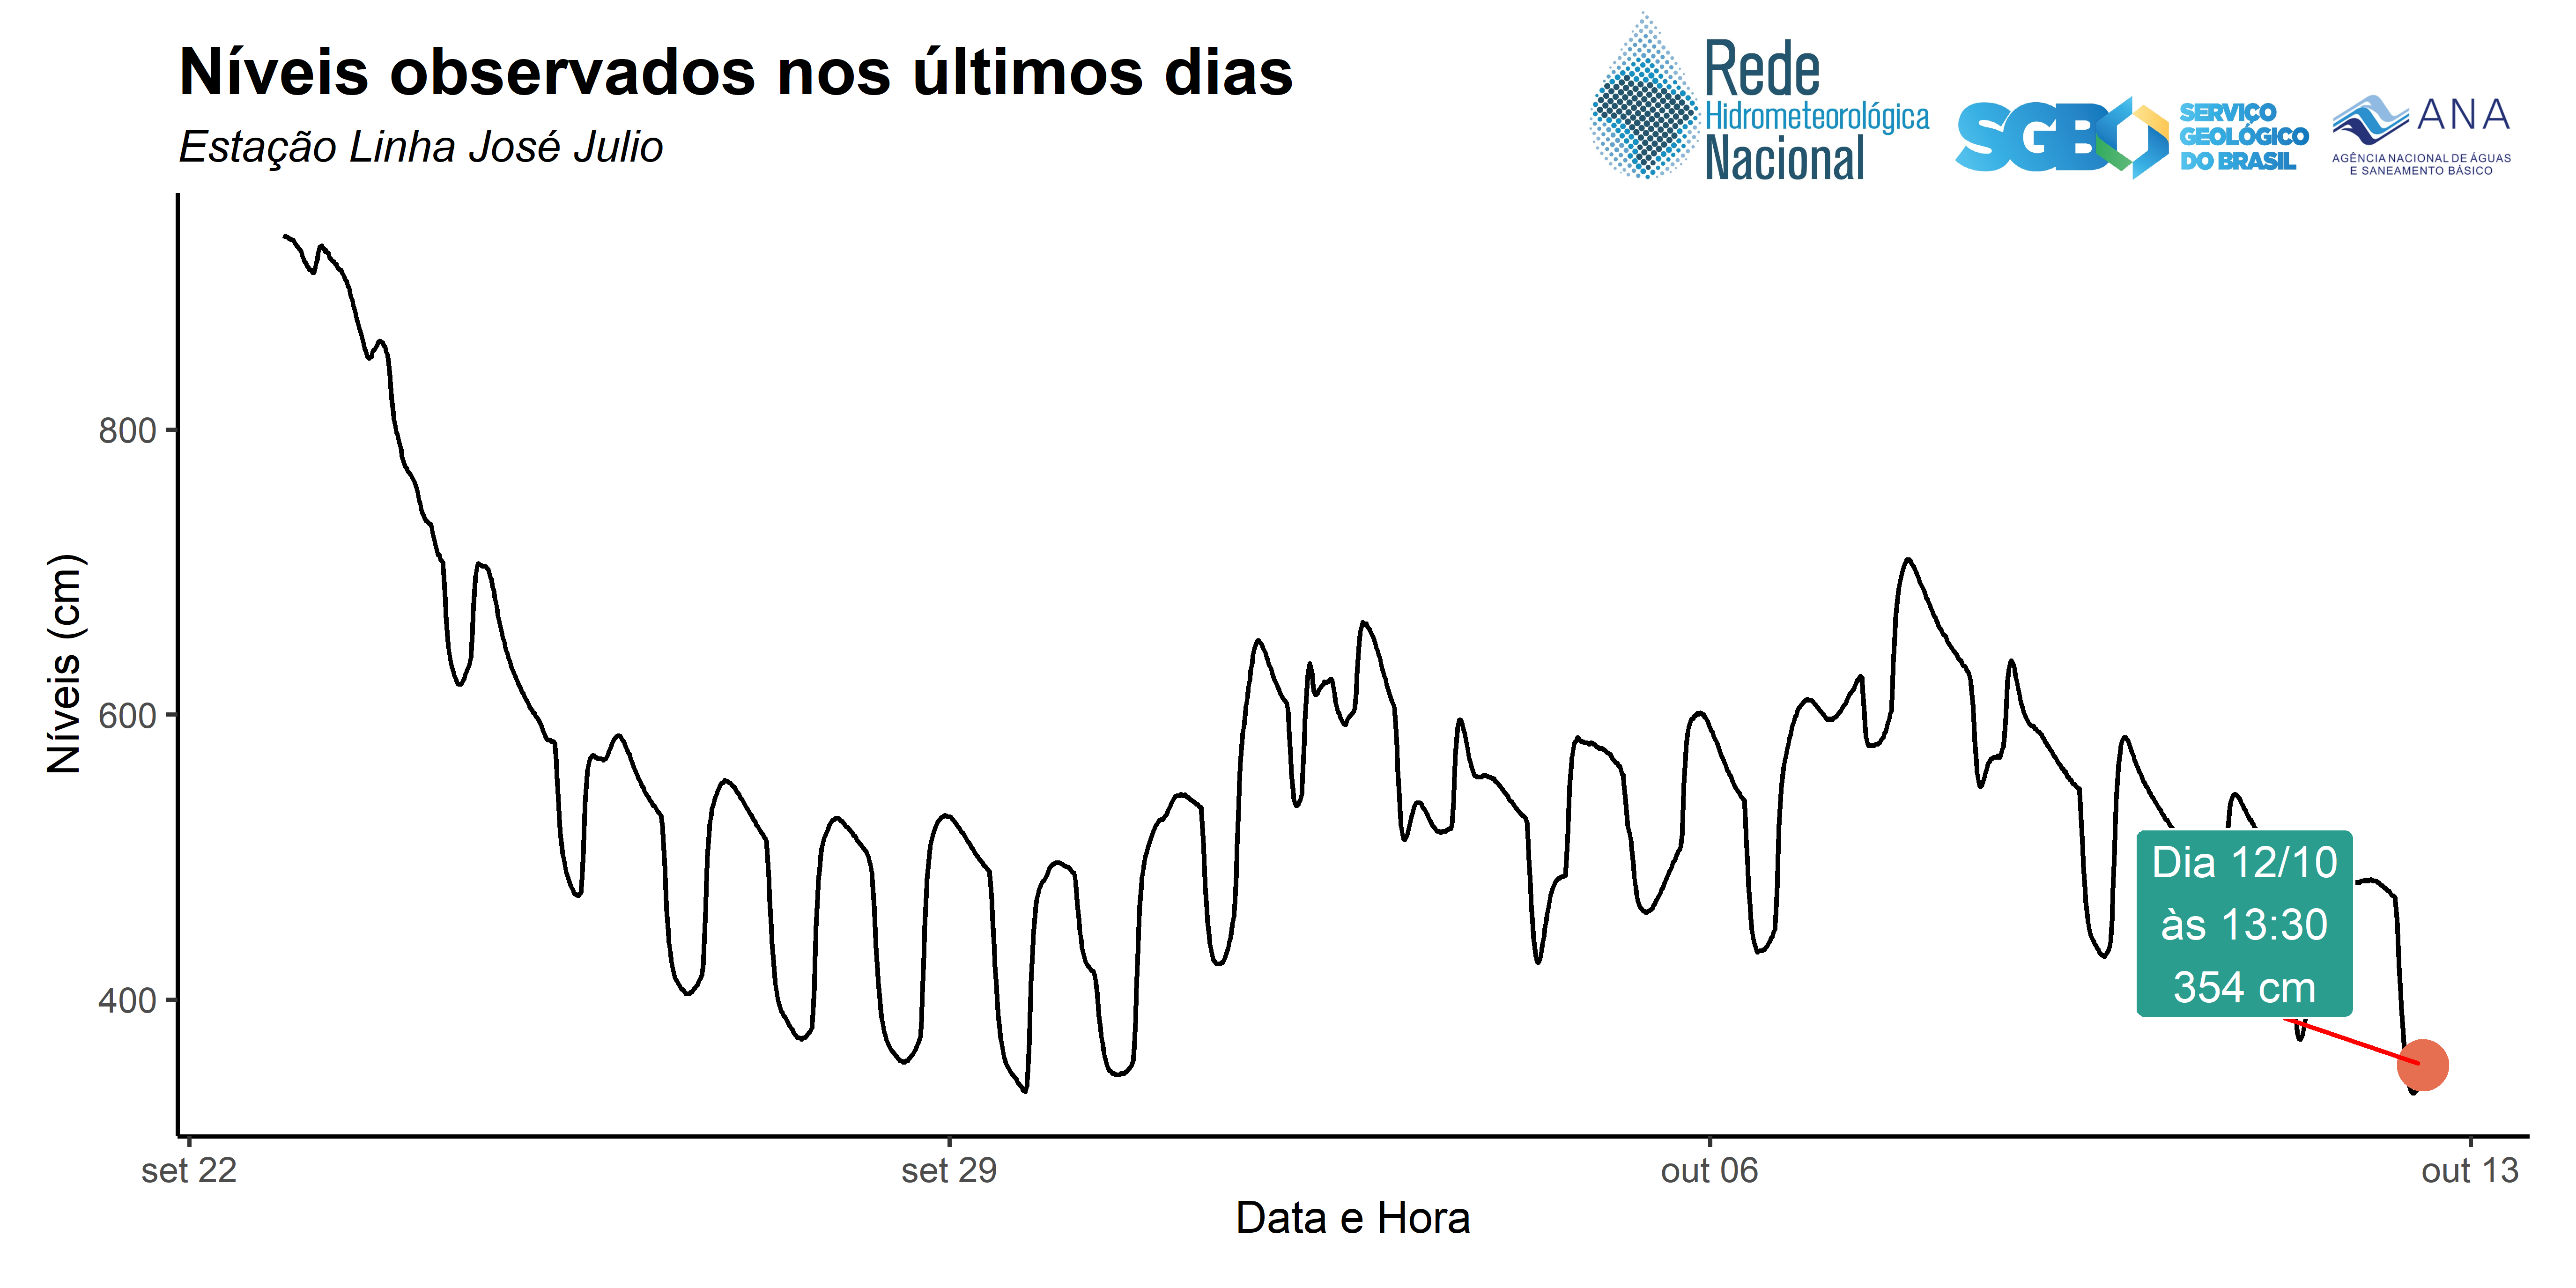 Níveis observados nos últimos dias
Estação Linha José Julio
Rede
Hidrometeorológica
Nacional
SGB
SERVIÇO
GEOLÓGICO
DO BRASIL
ANA
AGÊNCIA NACIONAL DE ÁGUAS
E SANEAMENTO BÁSICO
Níveis (cm)
800
600
400
Dia 12/10
às 13:30
354 cm
set 22
set 29
out 06
out 13
Data e Hora